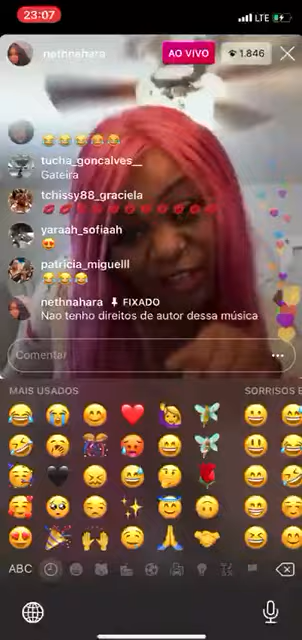 23:07
LTE
nethnahara
AO VIVO
1.846
tucha_goncalves__
Gateira
tchissy88_graciela
yaraah_sofiaah
patricia_miguelll
nethnahara FIXADO
Nao tenho direitos de autor dessa música
Comentar
MAIS USADOS
SORRISOS E
ABC